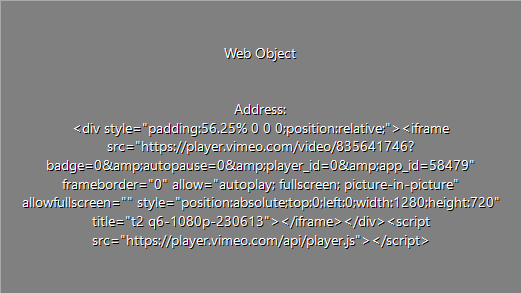 Web Object
Address:
<div style="padding:56.25% 0 0 0;position:relative;"><iframe
src="https://player.vimeo.com/video/835641746?
badge=0&amp;autopause=0&amp;player_id=0&amp;app_id=58479"
frameborder="0" allow="autoplay; fullscreen; picture-in-picture"
allowfullscreen="" style="position:absolute;top:0;left:0;width:1280;height:720"
title="t2 q6-1080p-230613"></iframe></div><script
src="https://player.vimeo.com/api/player.js"></script>